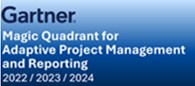 Gartner
Magic Quadrant for
Adaptive Project Management
and Reporting
2022 / 2023 / 2024